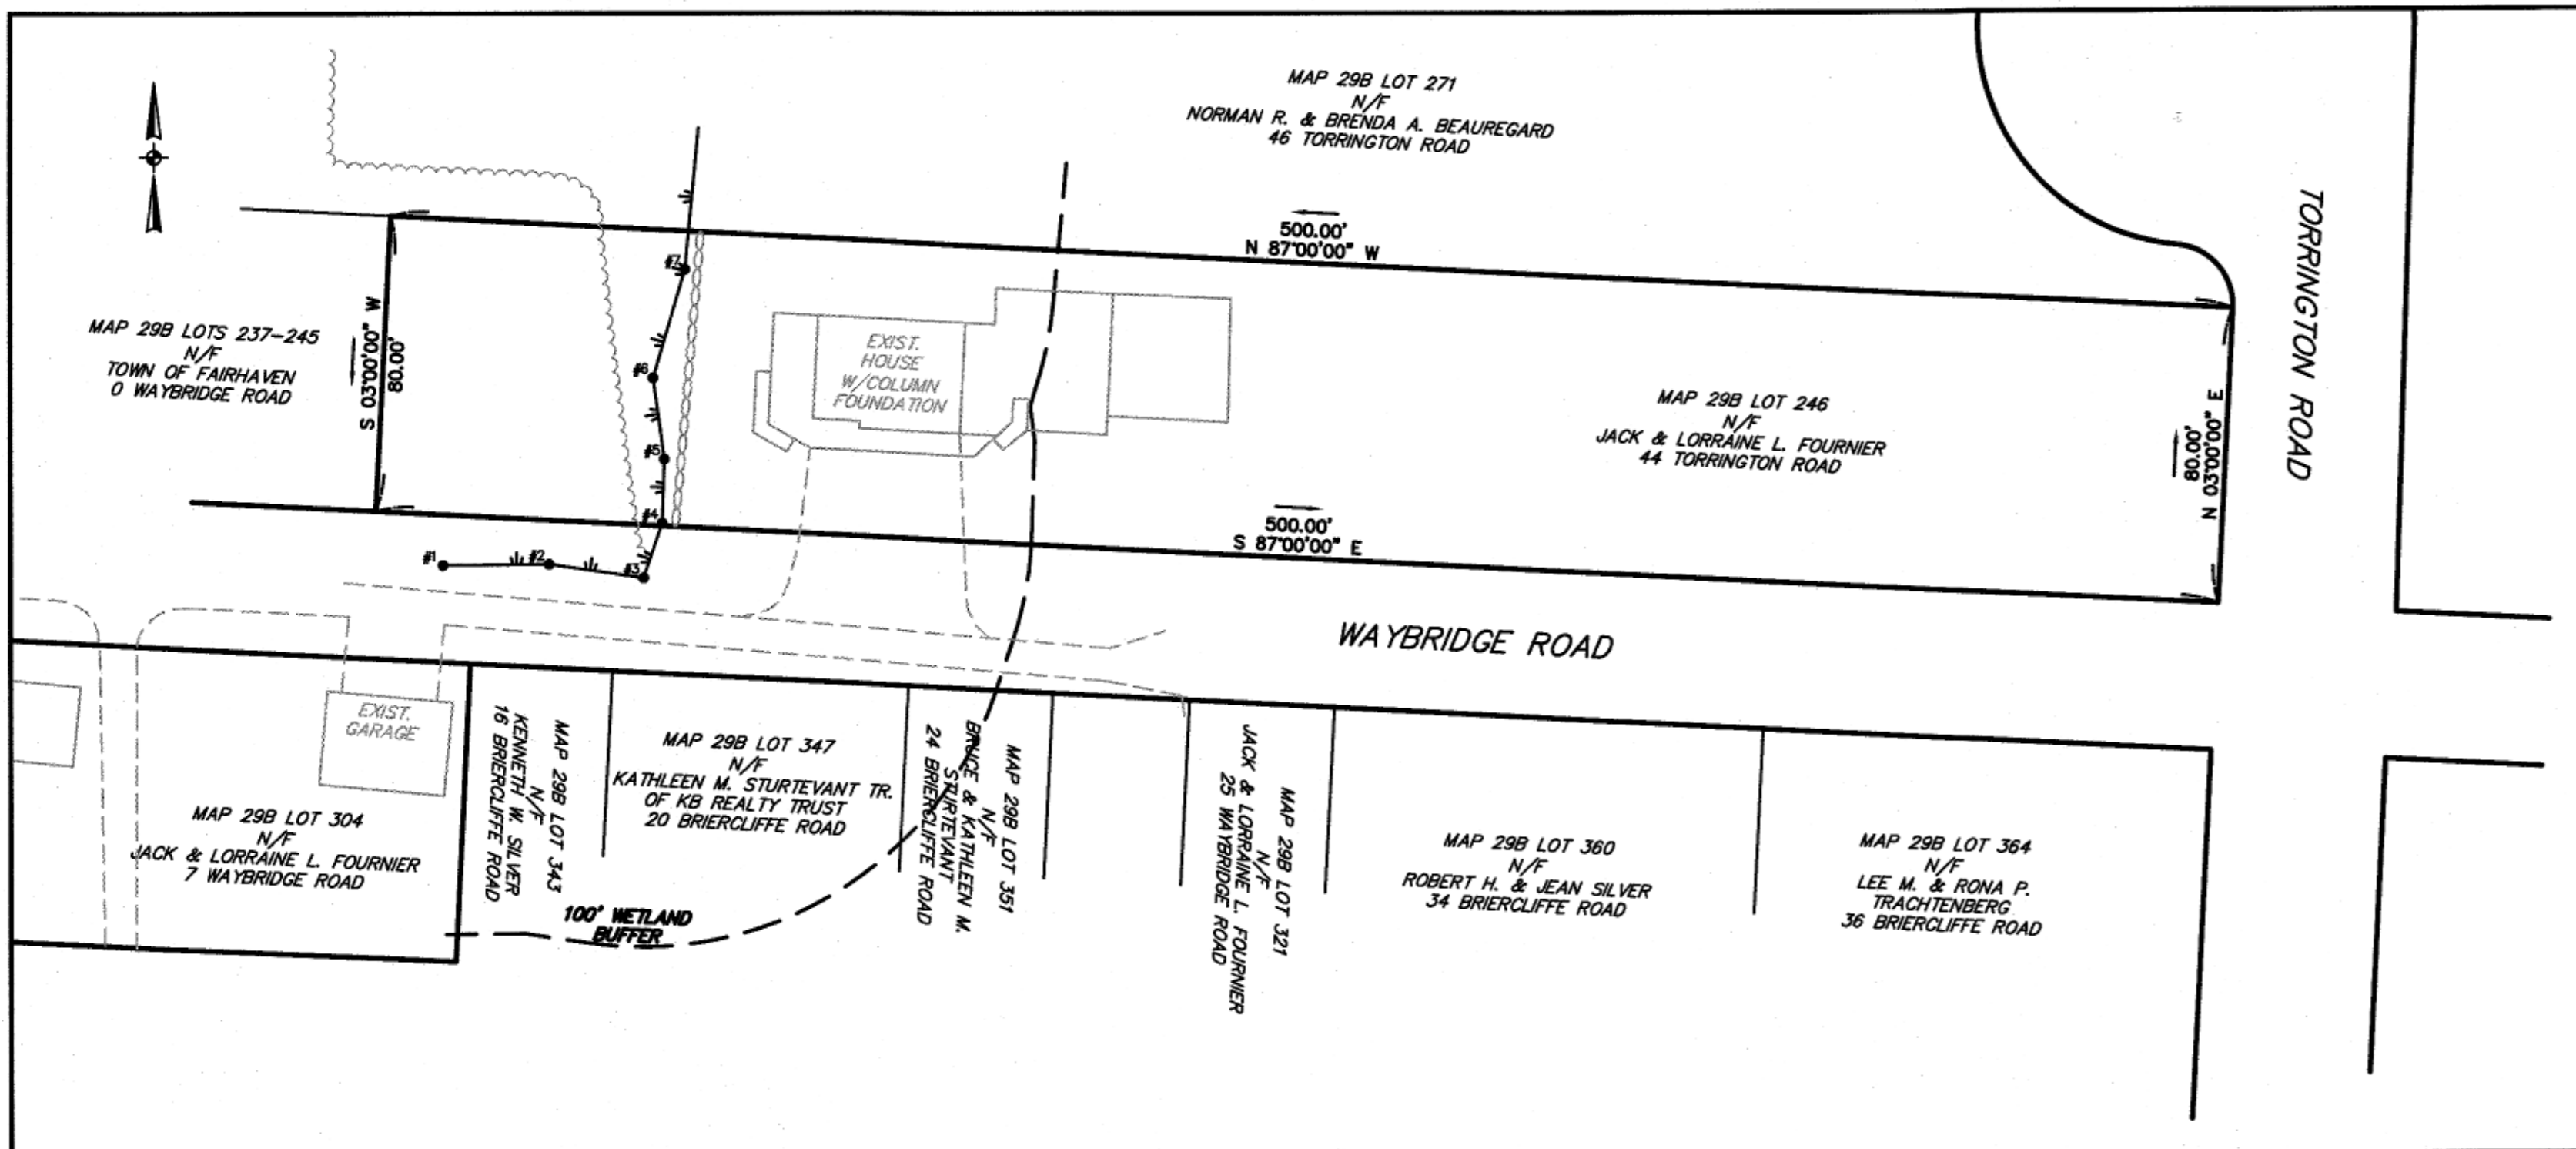 MAP 29B LOT 271
N/F
NORMAN R. & BRENDA A. BEAUREGARD
46 TORRINGTON ROAD
500.00'
N 87°00'00" W
TORRINGTON ROAD
MAP 29B LOTS 237-245
N/F
TOWN OF FAIRHAVEN
0 WAYBRIDGE ROAD
S 03°00'00" W
80.00'
#7
#6
#5
#4
#1
#2
#3
EXIST.
HOUSE
W/COLUMN
FOUNDATION
MAP 29B LOT 246
N/F
JACK & LORRAINE L. FOURNIER
44 TORRINGTON ROAD
80.00'
N 03°00'00" E
500.00'
S 87°00'00" E
WAYBRIDGE ROAD
EXIST.
GARAGE
MAP 29B LOT 304
N/F
JACK & LORRAINE L. FOURNIER
7 WAYBRIDGE ROAD
MAP 29B LOT 343
N/F
KENNETH W. SILVER
16 BRIERCLIFFE ROAD
MAP 29B LOT 347
N/F
KATHLEEN M. STURTEVANT TR.
OF KB REALTY TRUST
20 BRIERCLIFFE ROAD
100' WETLAND
BUFFER
MAP 29B LOT 351
N/F
BRUCE & KATHLEEN M.
STURTEVANT
24 BRIERCLIFFE ROAD
MAP 29B LOT 321
N/F
JACK & LORRAINE L. FOURNIER
25 WAYBRIDGE ROAD
MAP 29B LOT 360
N/F
ROBERT H. & JEAN SILVER
34 BRIERCLIFFE ROAD
MAP 29B LOT 364
N/F
LEE M. & RONA P.
TRACHTENBERG
36 BRIERCLIFFE ROAD